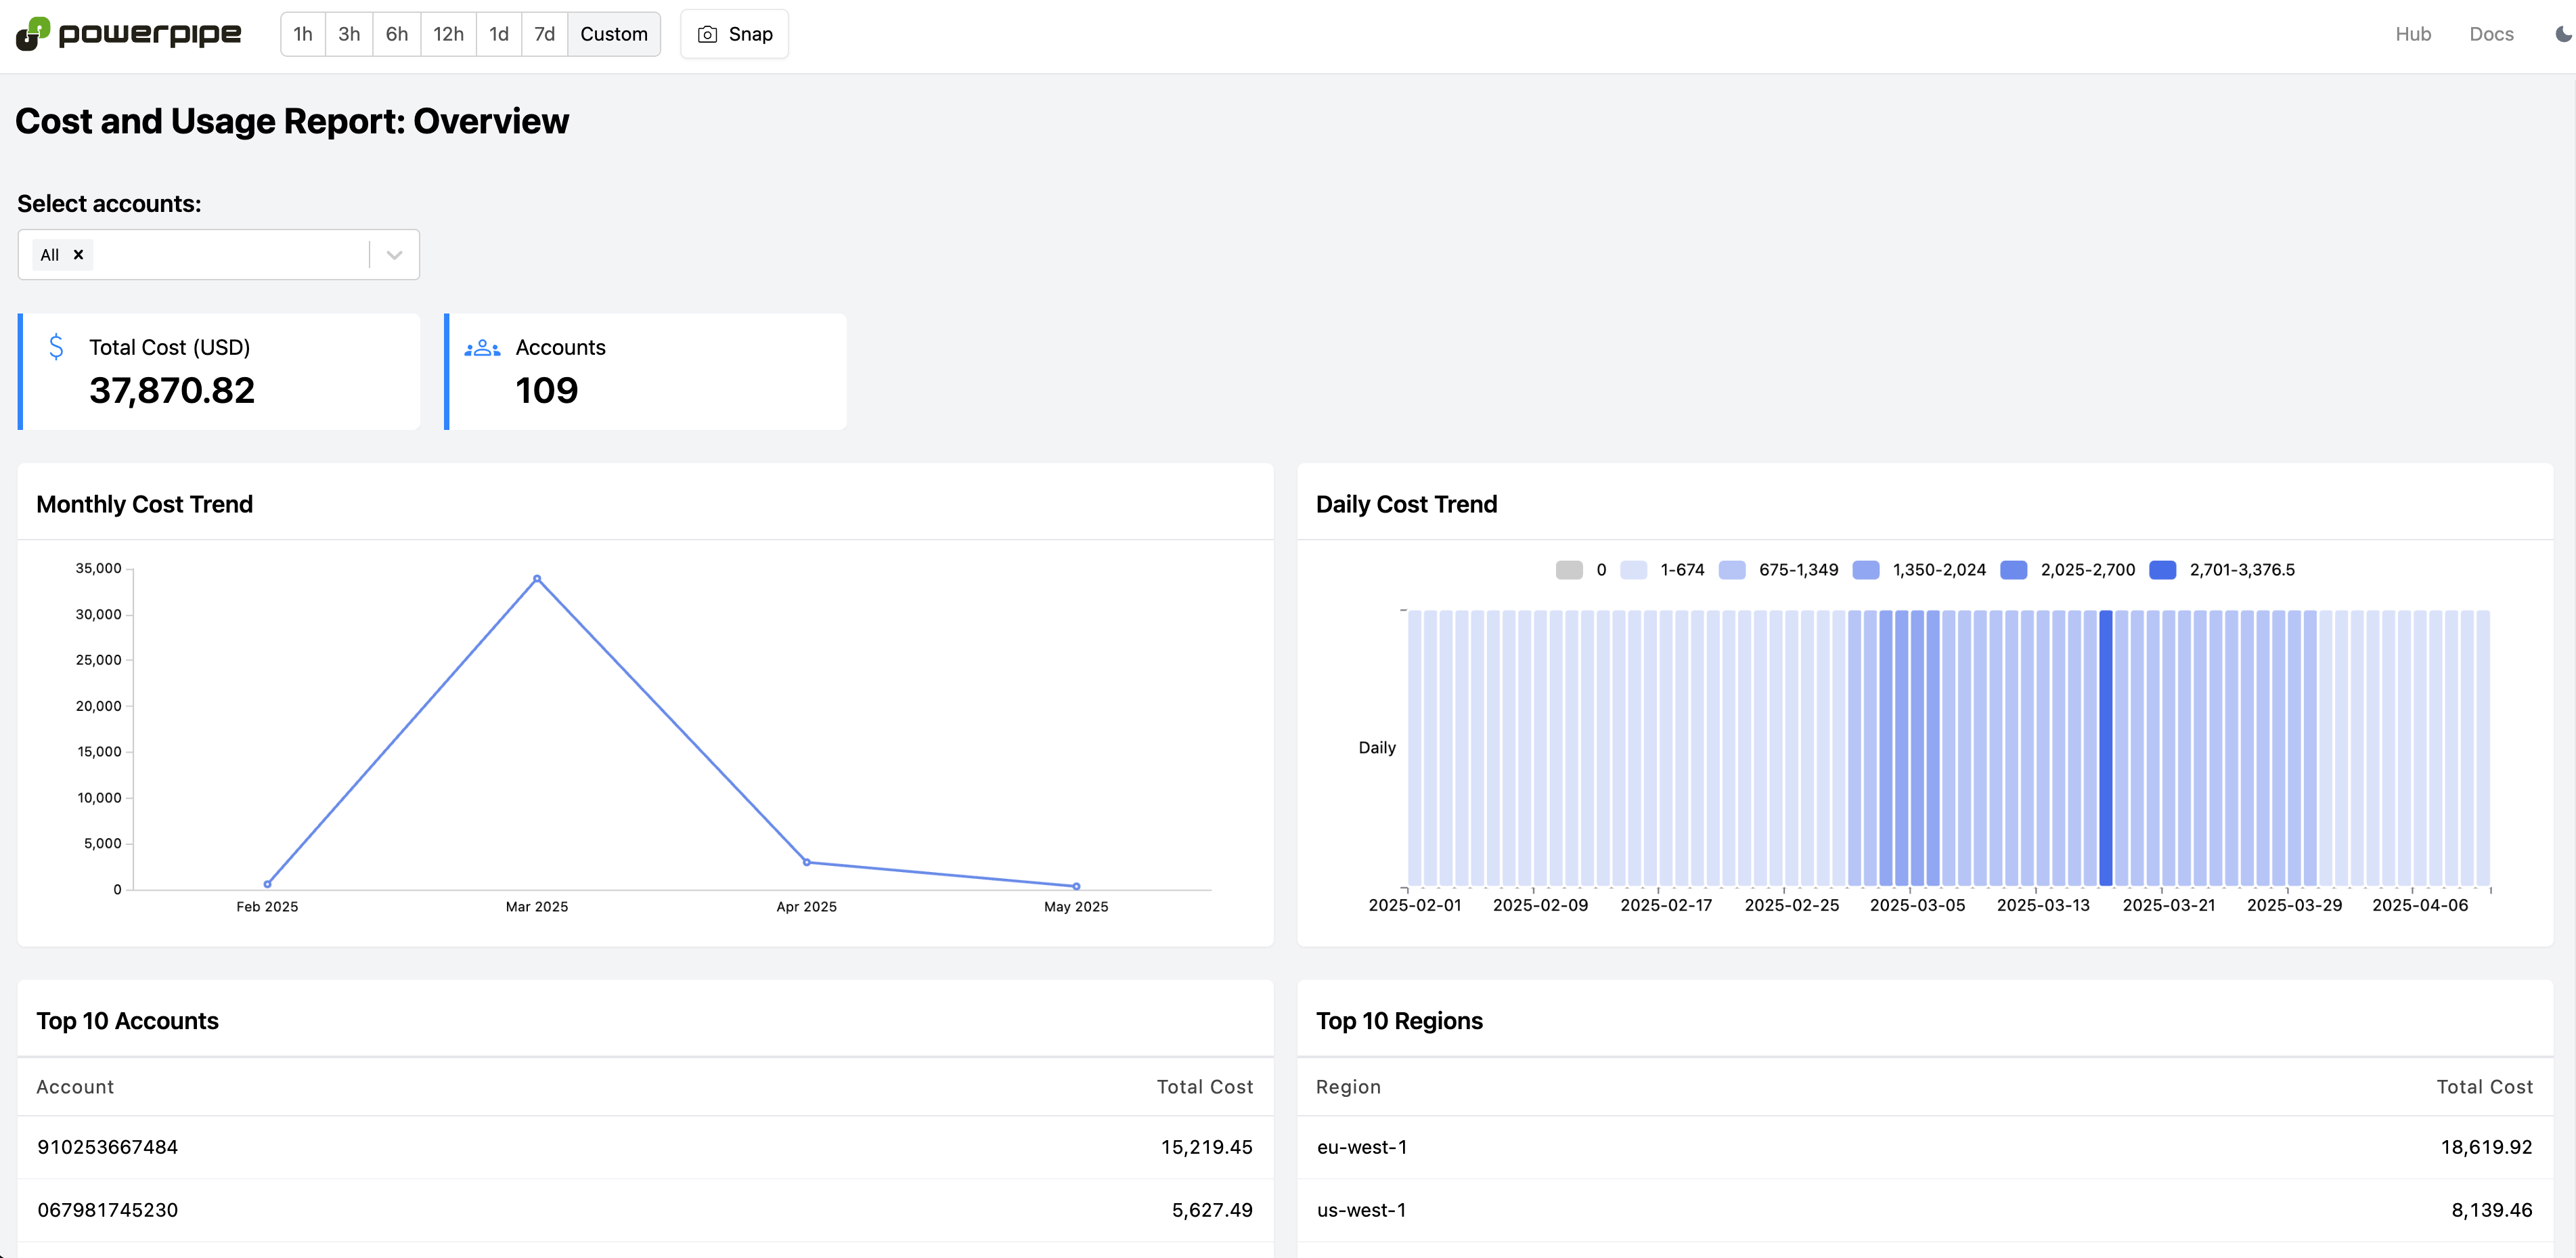 powerpipe 1h 3h 6h 12h 1d 7d Custom Snap Hub Docs
Cost and Usage Report: Overview
Select accounts:
All
Total Cost (USD)
37,870.82
Accounts
109
Monthly Cost Trend
35,000
30,000
25,000
20,000
15,000
10,000
5,000
0
Feb 2025 Mar 2025 Apr 2025 May 2025
Daily Cost Trend
0 1-674 675-1,349 1,350-2,024 2,025-2,700 2,701-3,376.5
Daily
2025-02-01 2025-02-09 2025-02-17 2025-02-25 2025-03-05 2025-03-13 2025-03-21 2025-03-29 2025-04-06
Top 10 Accounts
Account Total Cost
910253667484 15,219.45
067981745230 5,627.49
Top 10 Regions
Region Total Cost
eu-west-1 18,619.92
us-west-1 8,139.46